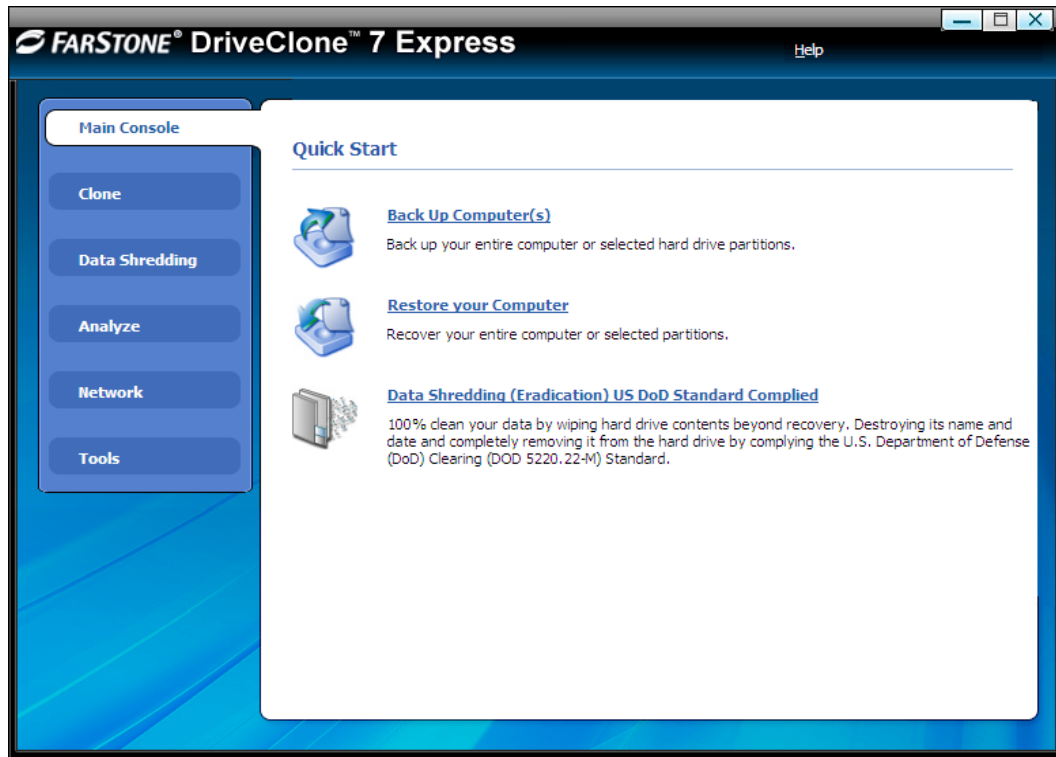 FARSTONE® DriveClone™ 7 Express
Help
Main Console
Clone
Data Shredding
Analyze
Network
Tools
Quick Start
Back Up Computer(s)
Back up your entire computer or selected hard drive partitions.
Restore your Computer
Recover your entire computer or selected partitions.
Data Shredding (Eradication) US DoD Standard Complied
100% clean your data by wiping hard drive contents beyond recovery. Destroying its name and
date and completely removing it from the hard drive by complying the U.S. Department of Defense
(DoD) Clearing (DOD 5220.22-M) Standard.